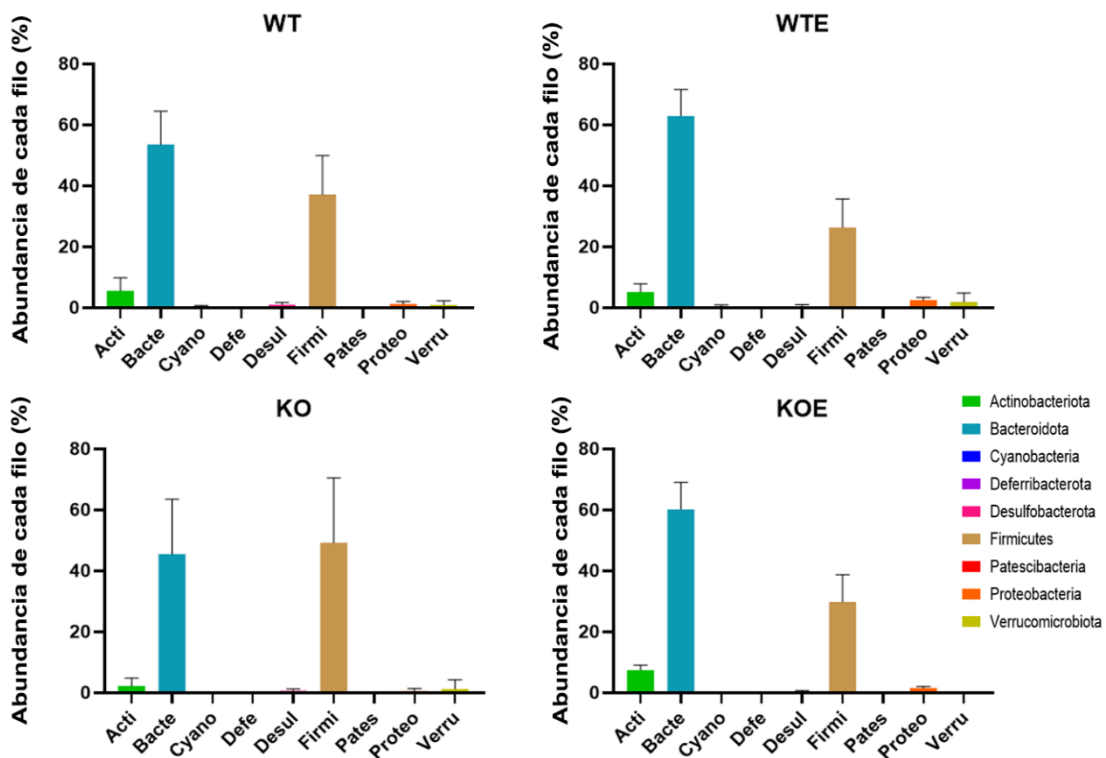 WT
Abundancia de cada filo (%)
80
60
40
20
0
Acti
Bacte
Cyano
Defe
Desul
Firmi
Pates
Proteo
Verru
WTE
Abundancia de cada filo (%)
80
60
40
20
0
Acti
Bacte
Cyano
Defe
Desul
Firmi
Pates
Proteo
Verru
KO
Abundancia de cada filo (%)
80
60
40
20
0
Acti
Bacte
Cyano
Defe
Desul
Firmi
Pates
Proteo
Verru
KOE
Abundancia de cada filo (%)
80
60
40
20
0
Acti
Bacte
Cyano
Defe
Desul
Firmi
Pates
Proteo
Verru
Actinobacteriota
Bacteroidota
Cyanobacteria
Deferribacterota
Desulfobacterota
Firmicutes
Patescibacteria
Proteobacteria
Verrucomicrobiota